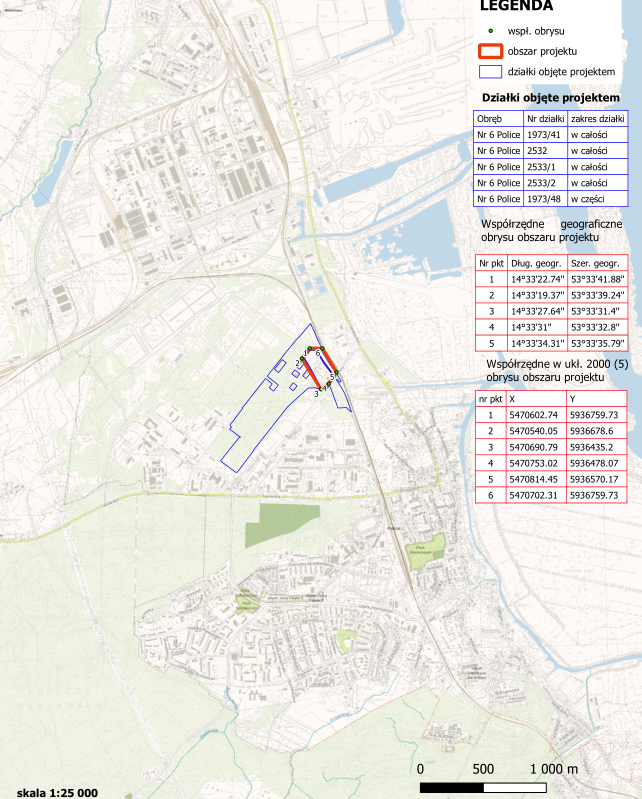 LEGENDA
wspł. obrysu
obszar projektu
działki objęte projektem
Działki objęte projektem
Obręb Nr działki zakres działki
Nr 6 Police 1973/41 w całości
Nr 6 Police 2532 w całości
Nr 6 Police 2533/1 w całości
Nr 6 Police 2533/2 w całości
Nr 6 Police 1973/48 w części
Współrzędne geograficzne
obrysu obszaru projektu
Nr pkt Dług. geogr. Szer. geogr.
1 14°33'22.74" 53°33'41.88"
2 14°33'19.37" 53°33'39.24"
3 14°33'27.64" 53°33'31.4"
4 14°33'31" 53°33'32.8"
5 14°33'34.31" 53°33'35.79"
Współrzędne w ukł. 2000 (5)
obrysu obszaru projektu
nr pkt X Y
1 5470602.74 5936759.73
2 5470540.05 5936678.6
3 5470690.79 5936435.2
4 5470753.02 5936478.07
5 5470814.45 5936570.17
6 5470702.31 5936759.73
1
6
2
5
4
3
0 500 1 000 m
skala 1:25 000